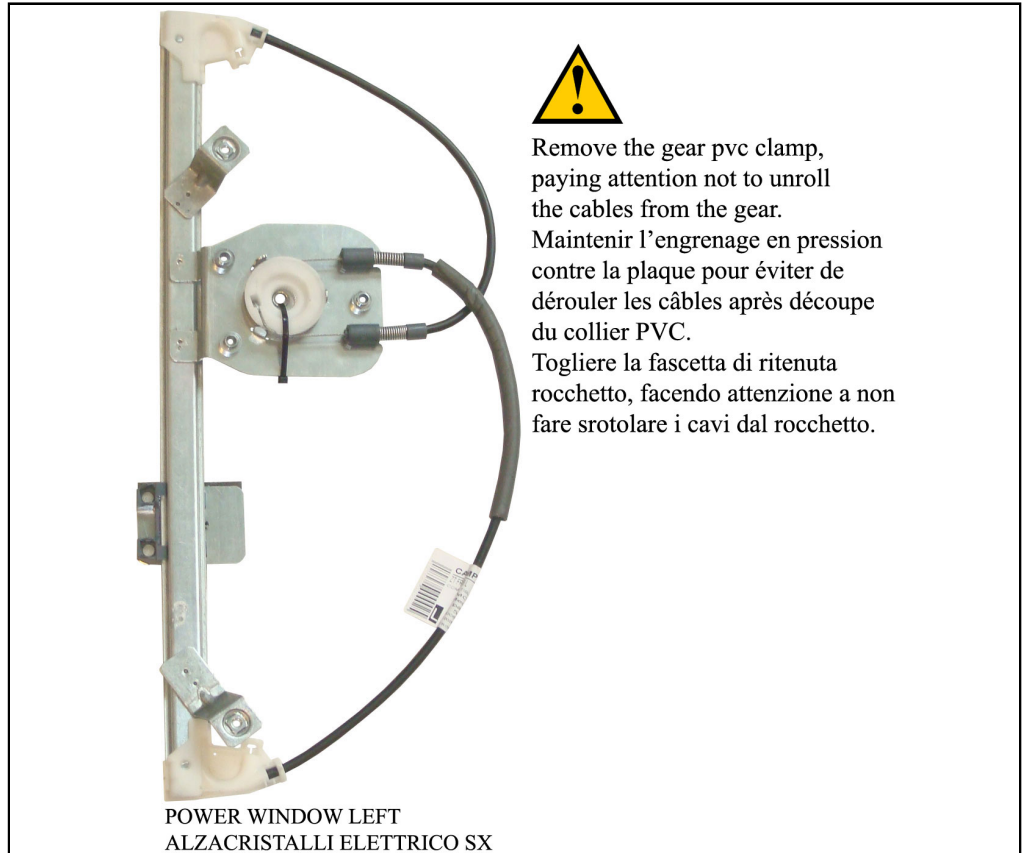 Remove the gear pvc clamp,
paying attention not to unroll
the cables from the gear.
Maintenir l’engrenage en pression
contre la plaque pour éviter de
dérouler les câbles après découpe
du collier PVC.
Togliere la fascetta di ritenuta
rocchetto, facendo attenzione a non
fare srotolare i cavi dal rocchetto.
POWER WINDOW LEFT
ALZACRISTALLI ELETTRICO SX